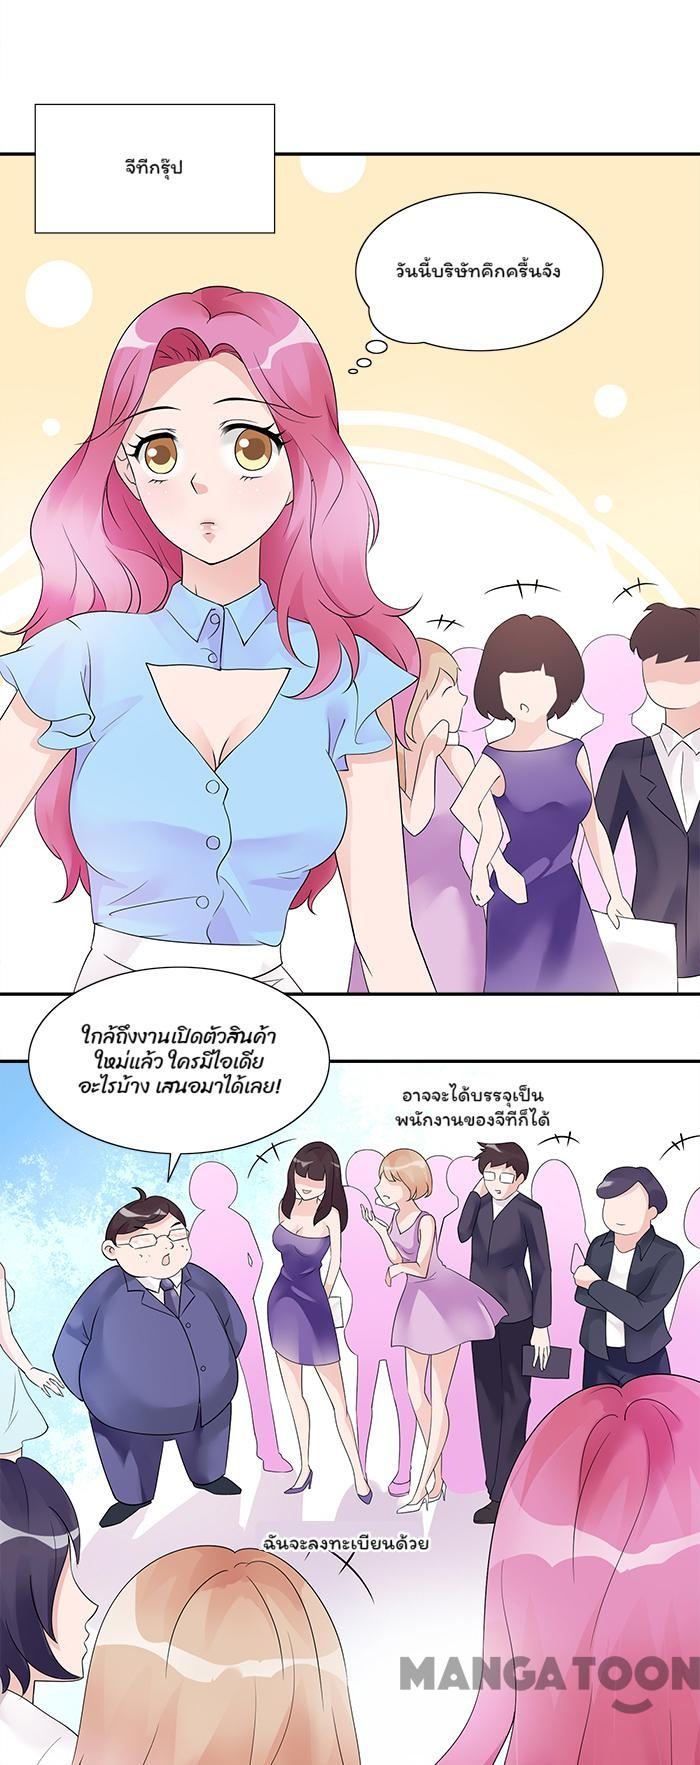 จีทีกรุ๊ป
วันนี้บริษัทคึกครื้นจัง
ใกล้ถึงงานเปิดตัวสินค้า
ใหม่แล้ว ใครมีไอเดีย
อะไรบ้าง เสนอมาได้เลย!
อาจจะได้บรรจุเป็น
พนักงานของจีทีก็ได้
ฉันจะลงทะเบียนด้วย
MANGATOON